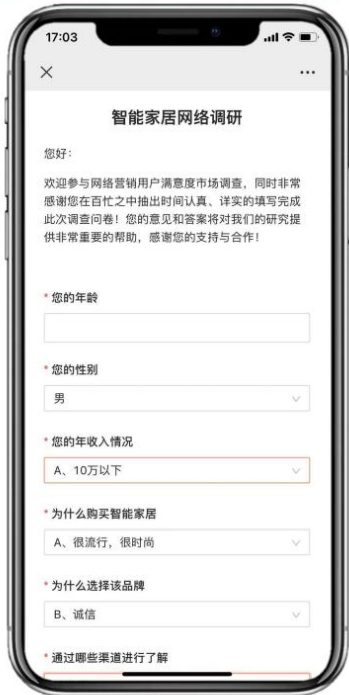 17:03
智能家居网络调研
您好：
欢迎参与网络营销用户满意度市场调查，同时非常
感谢您在百忙之中抽出时间认真、详实的填写完成
此次调查问卷！您的意见和答案将对我们的研究提
供非常重要的帮助，感谢您的支持与合作！
* 您的年龄
* 您的性别
男
* 您的年收入情况
A、10万以下
* 为什么购买智能家居
A、很流行，很时尚
* 为什么选择该品牌
B、诚信
* 通过哪些渠道进行了解